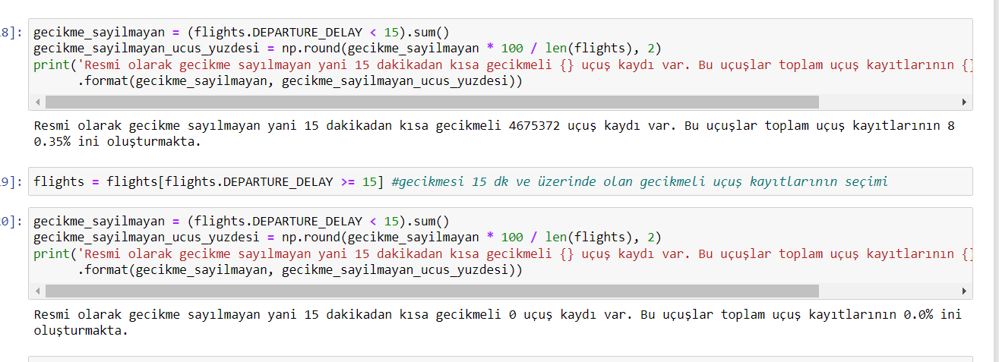 8]:
gecikme_sayilmayan = (flights.DEPARTURE_DELAY < 15).sum()
gecikme_sayilmayan_ucus_yuzdesi = np.round(gecikme_sayilmayan * 100 / len(flights), 2)
print('Resmi olarak gecikme sayılmayan yani 15 dakikadan kısa gecikmeli {} uçuş kaydı var. Bu uçuşlar toplam uçuş kayıtlarının {}
.format(gecikme_sayilmayan, gecikme_sayilmayan_ucus_yuzdesi))
Resmi olarak gecikme sayılmayan yani 15 dakikadan kısa gecikmeli 4675372 uçuş kaydı var. Bu uçuşlar toplam uçuş kayıtlarının 8
0.35% ini oluşturmakta.
9]:
flights = flights[flights.DEPARTURE_DELAY >= 15] #gecikmesi 15 dk ve üzerinde olan gecikmeli uçuş kayıtlarının seçimi
0]:
gecikme_sayilmayan = (flights.DEPARTURE_DELAY < 15).sum()
gecikme_sayilmayan_ucus_yuzdesi = np.round(gecikme_sayilmayan * 100 / len(flights), 2)
print('Resmi olarak gecikme sayılmayan yani 15 dakikadan kısa gecikmeli {} uçuş kaydı var. Bu uçuşlar toplam uçuş kayıtlarının {}
.format(gecikme_sayilmayan, gecikme_sayilmayan_ucus_yuzdesi))
Resmi olarak gecikme sayılmayan yani 15 dakikadan kısa gecikmeli 0 uçuş kaydı var. Bu uçuşlar toplam uçuş kayıtlarının 0.0% ini
oluşturmakta.